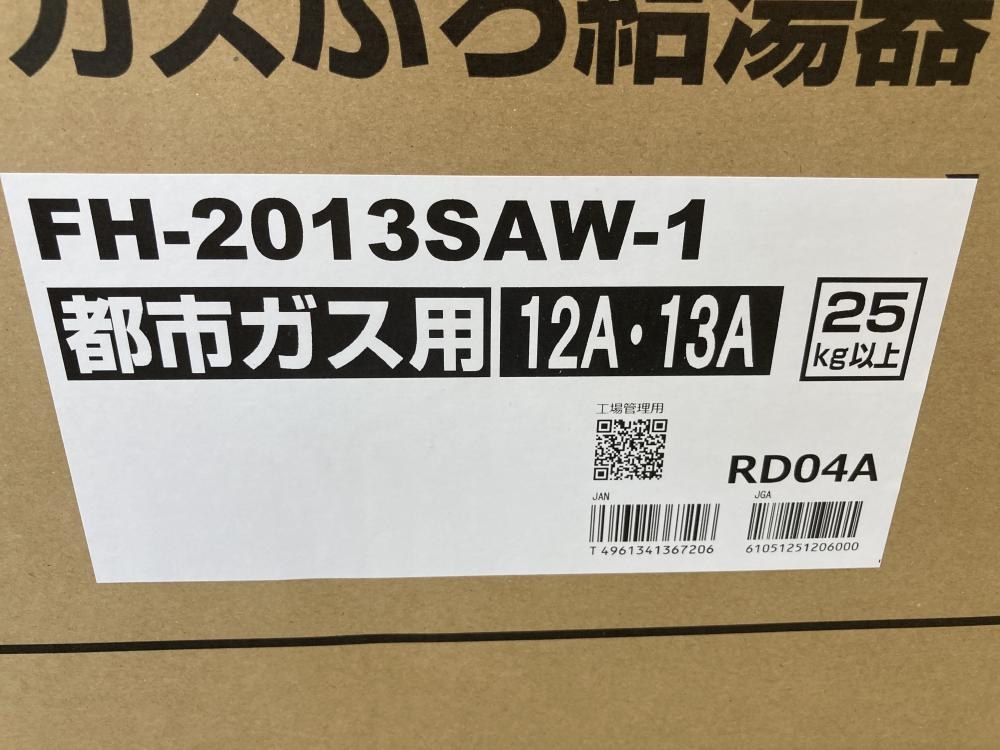 ガスふろ給湯器
FH-2013SAW-1
都市ガス用 12A・13A
25
kg以上
工場管理用
RD04A
JAN
JGA
T 4961341367206
61051251206000